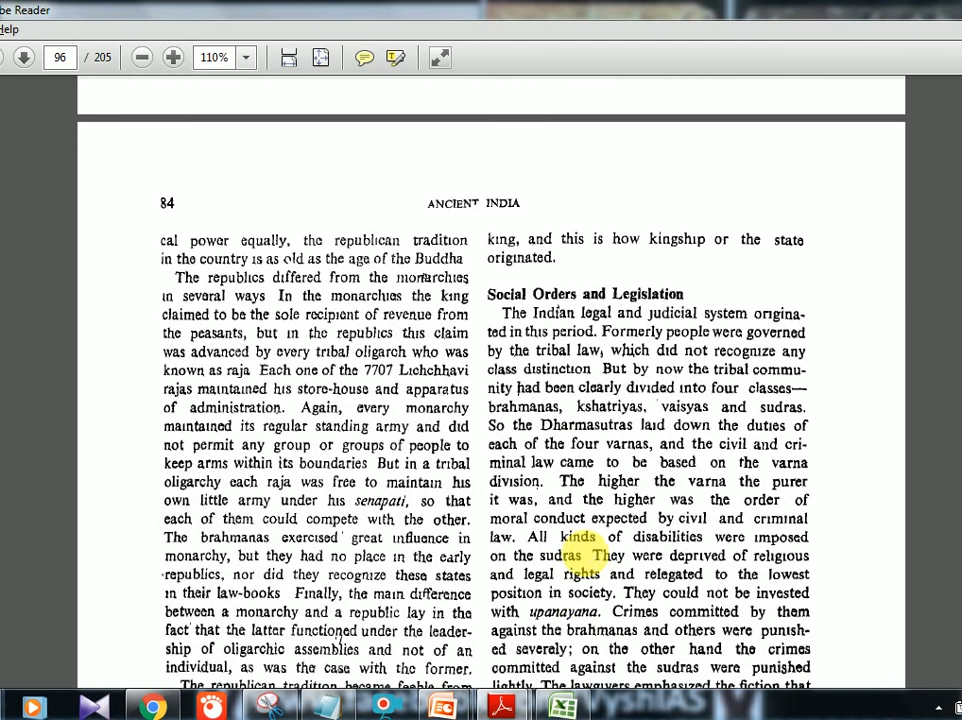 be Reader
Help
96 / 205
110%
84
ANCIENT INDIA
cal power equally, the republican tradition
in the country is as old as the age of the Buddha
The republics differed from the monarchies
in several ways In the monarchies the king
claimed to be the sole recipient of revenue from
the peasants, but in the republics this claim
was advanced by every tribal oligarch who was
known as raja Each one of the 7707 Lichchhavi
rajas maintained his store-house and apparatus
of administration. Again, every monarchy
maintained its regular standing army and did
not permit any group or groups of people to
keep arms within its boundaries But in a tribal
oligarchy each raja was free to maintain his
own little army under his senapati, so that
each of them could compete with the other.
The brahmanas exercised great influence in
monarchy, but they had no place in the early
republics, nor did they recognize these states
in their law-books Finally, the main difference
between a monarchy and a republic lay in the
fact that the latter functioned under the leader-
ship of oligarchic assemblies and not of an
individual, as was the case with the former.
The republican tradition became feeble from
king, and this is how kingship or the state
originated.
Social Orders and Legislation
The Indian legal and judicial system origina-
ted in this period. Formerly people were governed
by the tribal law, which did not recognize any
class distinction But by now the tribal commu-
nity had been clearly divided into four classes—
brahmanas, kshatriyas, vaisyas and sudras.
So the Dharmasutras laid down the duties of
each of the four varnas, and the civil and cri-
minal law came to be based on the varna
division. The higher the varna the purer
it was, and the higher was the order of
moral conduct expected by civil and criminal
law. All kinds of disabilities were imposed
on the sudras They were deprived of religious
and legal rights and relegated to the lowest
position in society. They could not be invested
with upanayana. Crimes committed by them
against the brahmanas and others were punish-
ed severely; on the other hand the crimes
committed against the sudras were punished
lightly. The lawgivers emphasized the fiction that